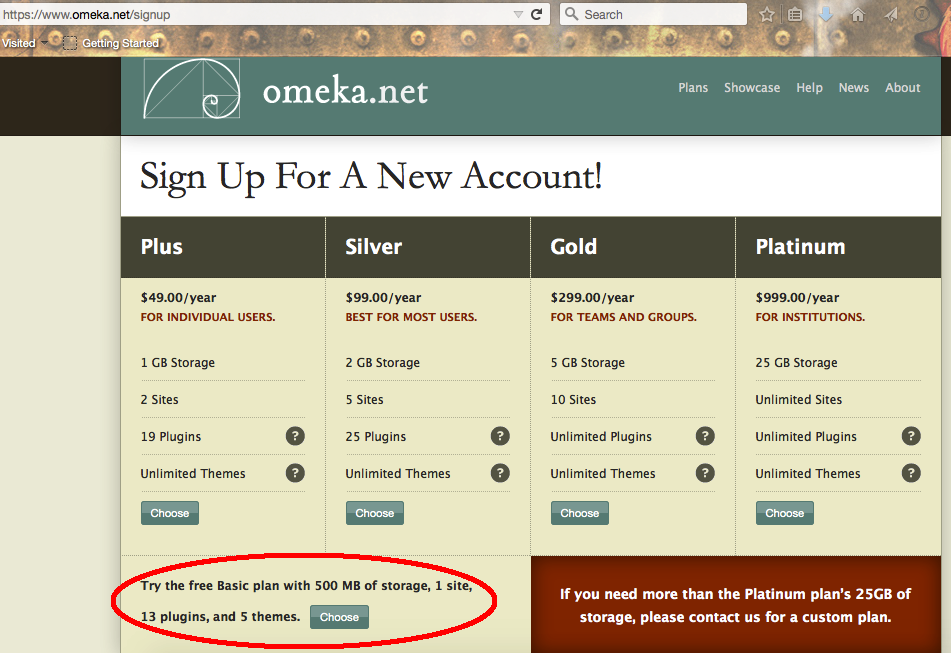 https://www.omeka.net/signup
Search
Visited
Getting Started
omeka.net
Plans Showcase Help News About
Sign Up For A New Account!
Plus Silver Gold Platinum
$49.00/year $99.00/year $299.00/year $999.00/year
FOR INDIVIDUAL USERS. BEST FOR MOST USERS. FOR TEAMS AND GROUPS. FOR INSTITUTIONS.
1 GB Storage 2 GB Storage 5 GB Storage 25 GB Storage
2 Sites 5 Sites 10 Sites Unlimited Sites
19 Plugins ? 25 Plugins ? Unlimited Plugins ? Unlimited Plugins ?
Unlimited Themes ? Unlimited Themes ? Unlimited Themes ? Unlimited Themes ?
Choose Choose Choose Choose
Try the free Basic plan with 500 MB of storage, 1 site,
13 plugins, and 5 themes. Choose
If you need more than the Platinum plan's 25GB of
storage, please contact us for a custom plan.